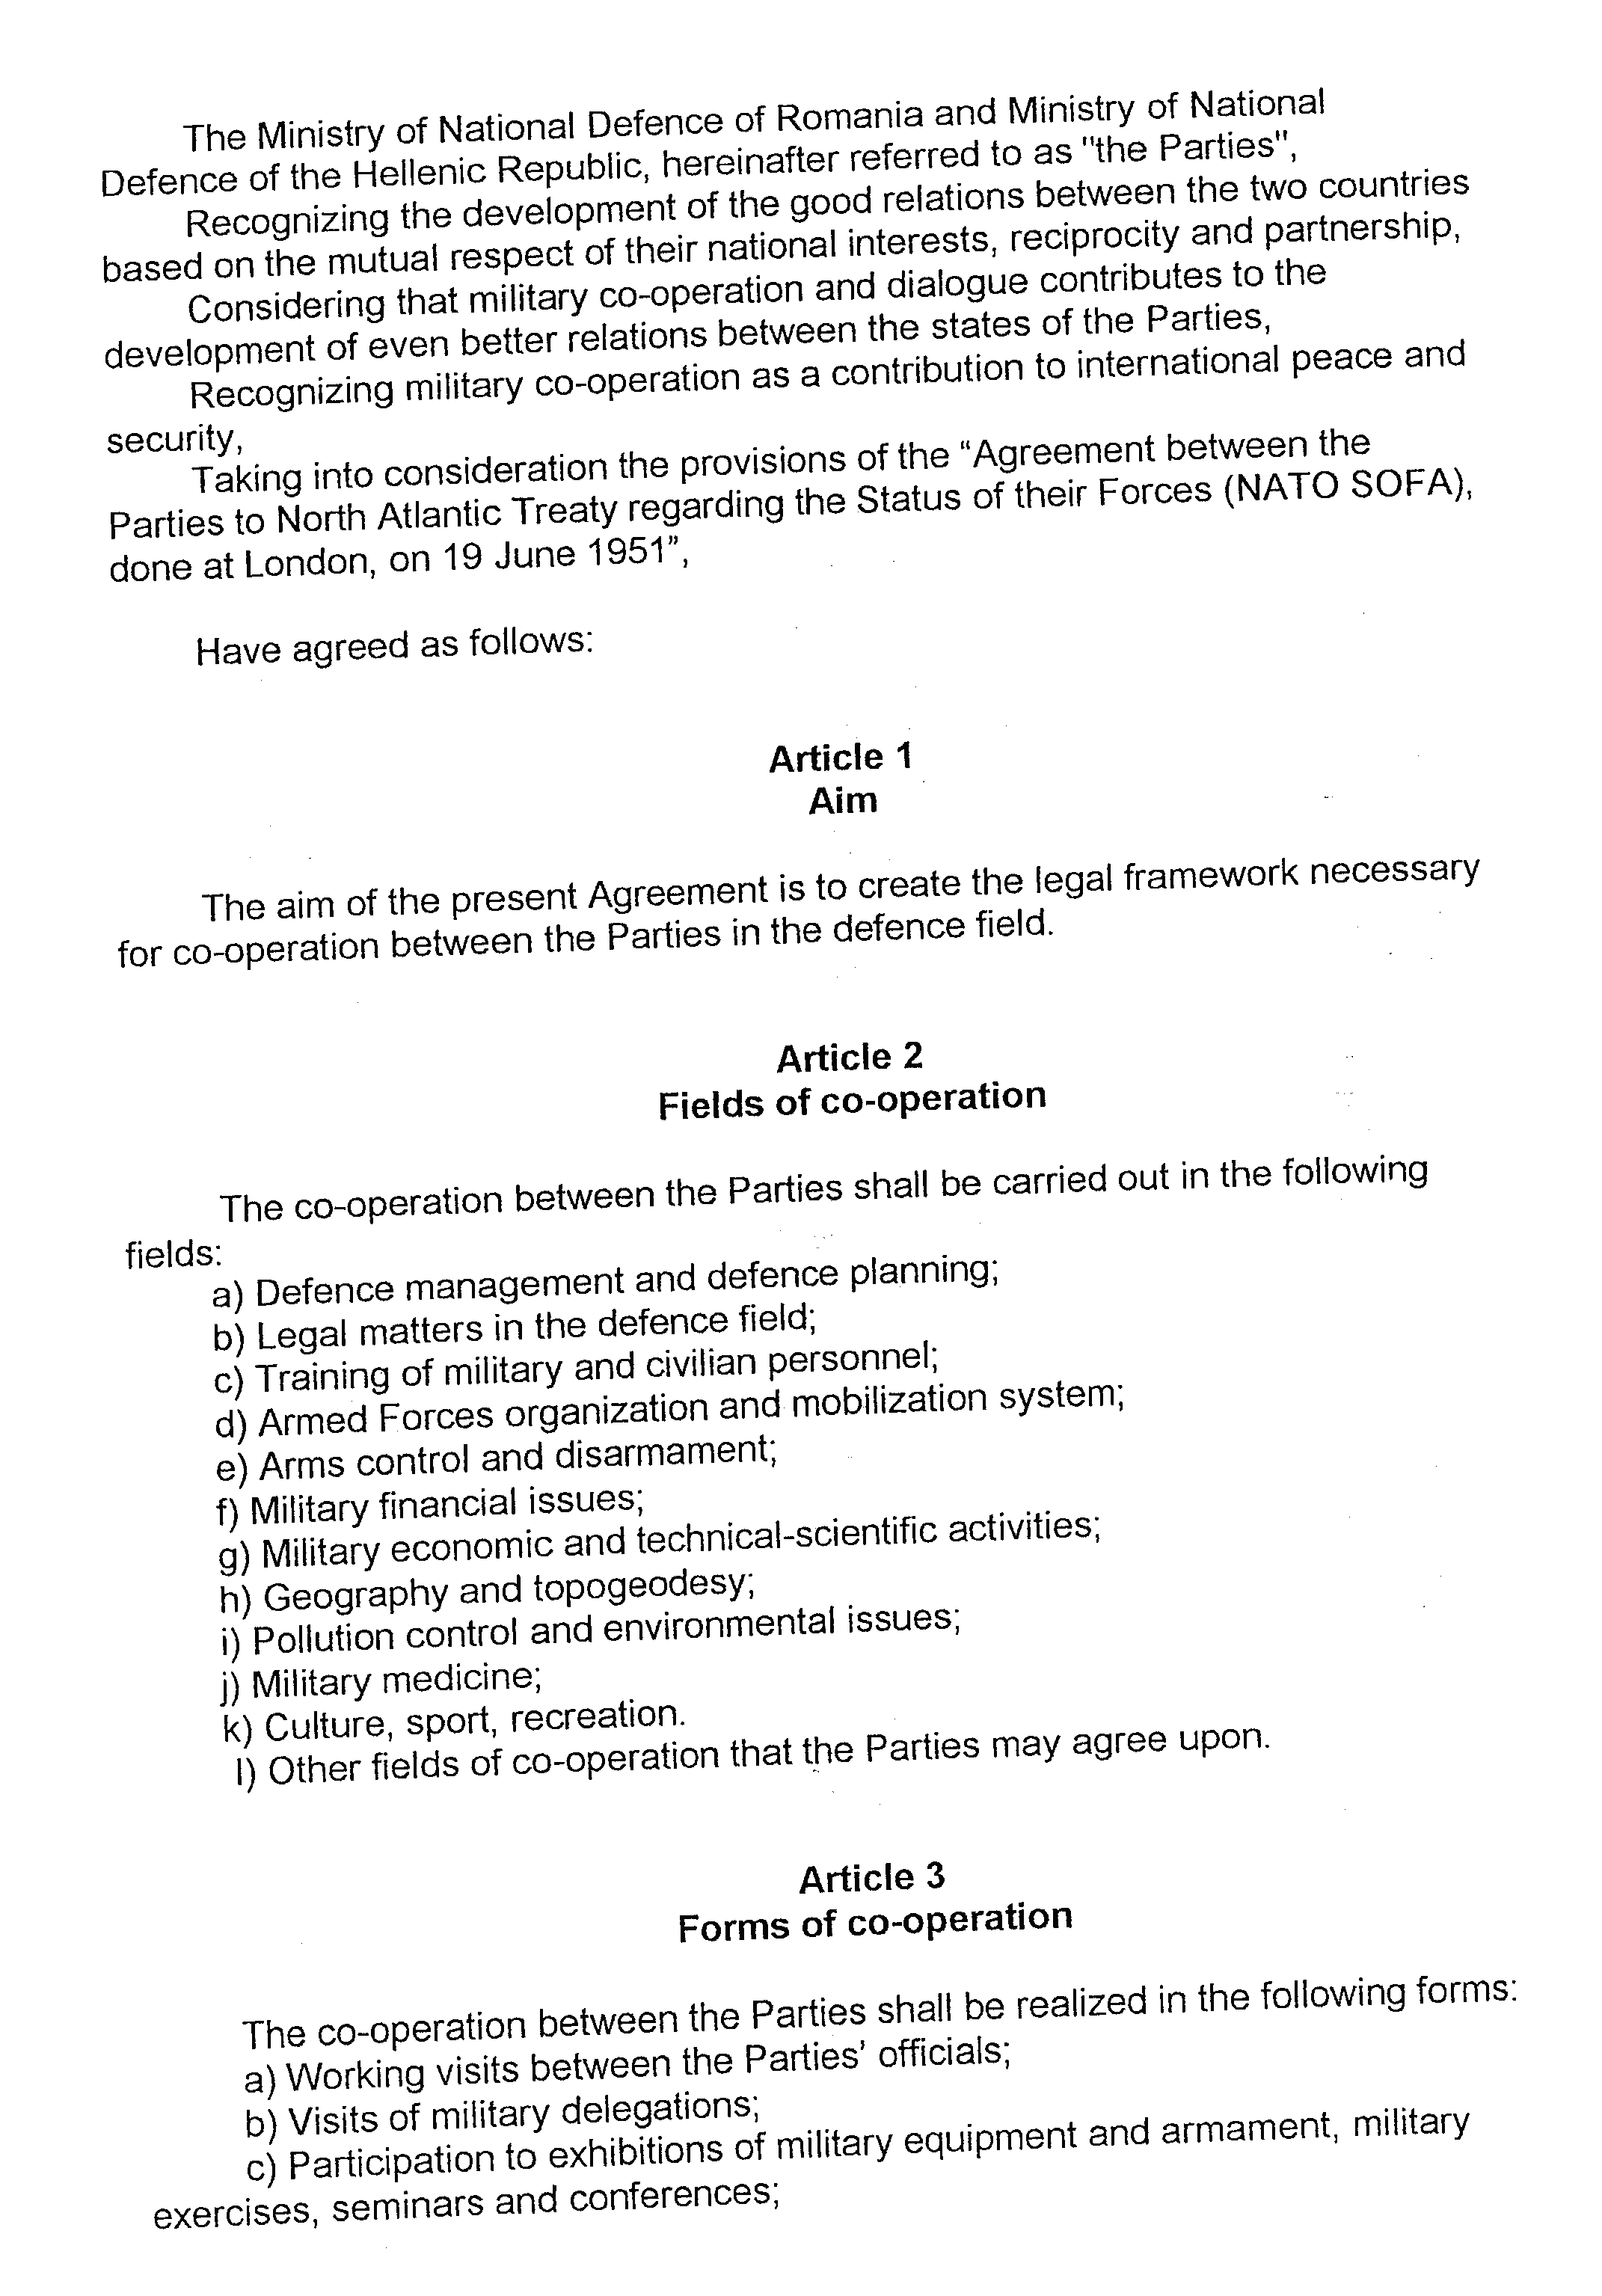 The Ministry of National Defence of Romania and Ministry of National
Defence of the Hellenic Republic, hereinafter referred to as "the Parties",
Recognizing the development of the good relations between the two countries
based on the mutual respect of their national interests, reciprocity and partnership,
Considering that military co-operation and dialogue contributes to the
development of even better relations between the states of the Parties,
Recognizing military co-operation as a contribution to international peace and
security,
Taking into consideration the provisions of the “Agreement between the
Parties to North Atlantic Treaty regarding the Status of their Forces (NATO SOFA),
done at London, on 19 June 1951”,
Have agreed as follows:
Article 1
Aim
The aim of the present Agreement is to create the legal framework necessary
for co-operation between the Parties in the defence field.
Article 2
Fields of co-operation
The co-operation between the Parties shall be carried out in the following
fields:
a) Defence management and defence planning;
b) Legal matters in the defence field;
c) Training of military and civilian personnel;
d) Armed Forces organization and mobilization system;
e) Arms control and disarmament;
f) Military financial issues;
g) Military economic and technical-scientific activities;
h) Geography and topogeodesy;
i) Pollution control and environmental issues;
j) Military medicine;
k) Culture, sport, recreation.
l) Other fields of co-operation that the Parties may agree upon.
Article 3
Forms of co-operation
The co-operation between the Parties shall be realized in the following forms:
a) Working visits between the Parties’ officials;
b) Visits of military delegations;
c) Participation to exhibitions of military equipment and armament, military
exercises, seminars and conferences;